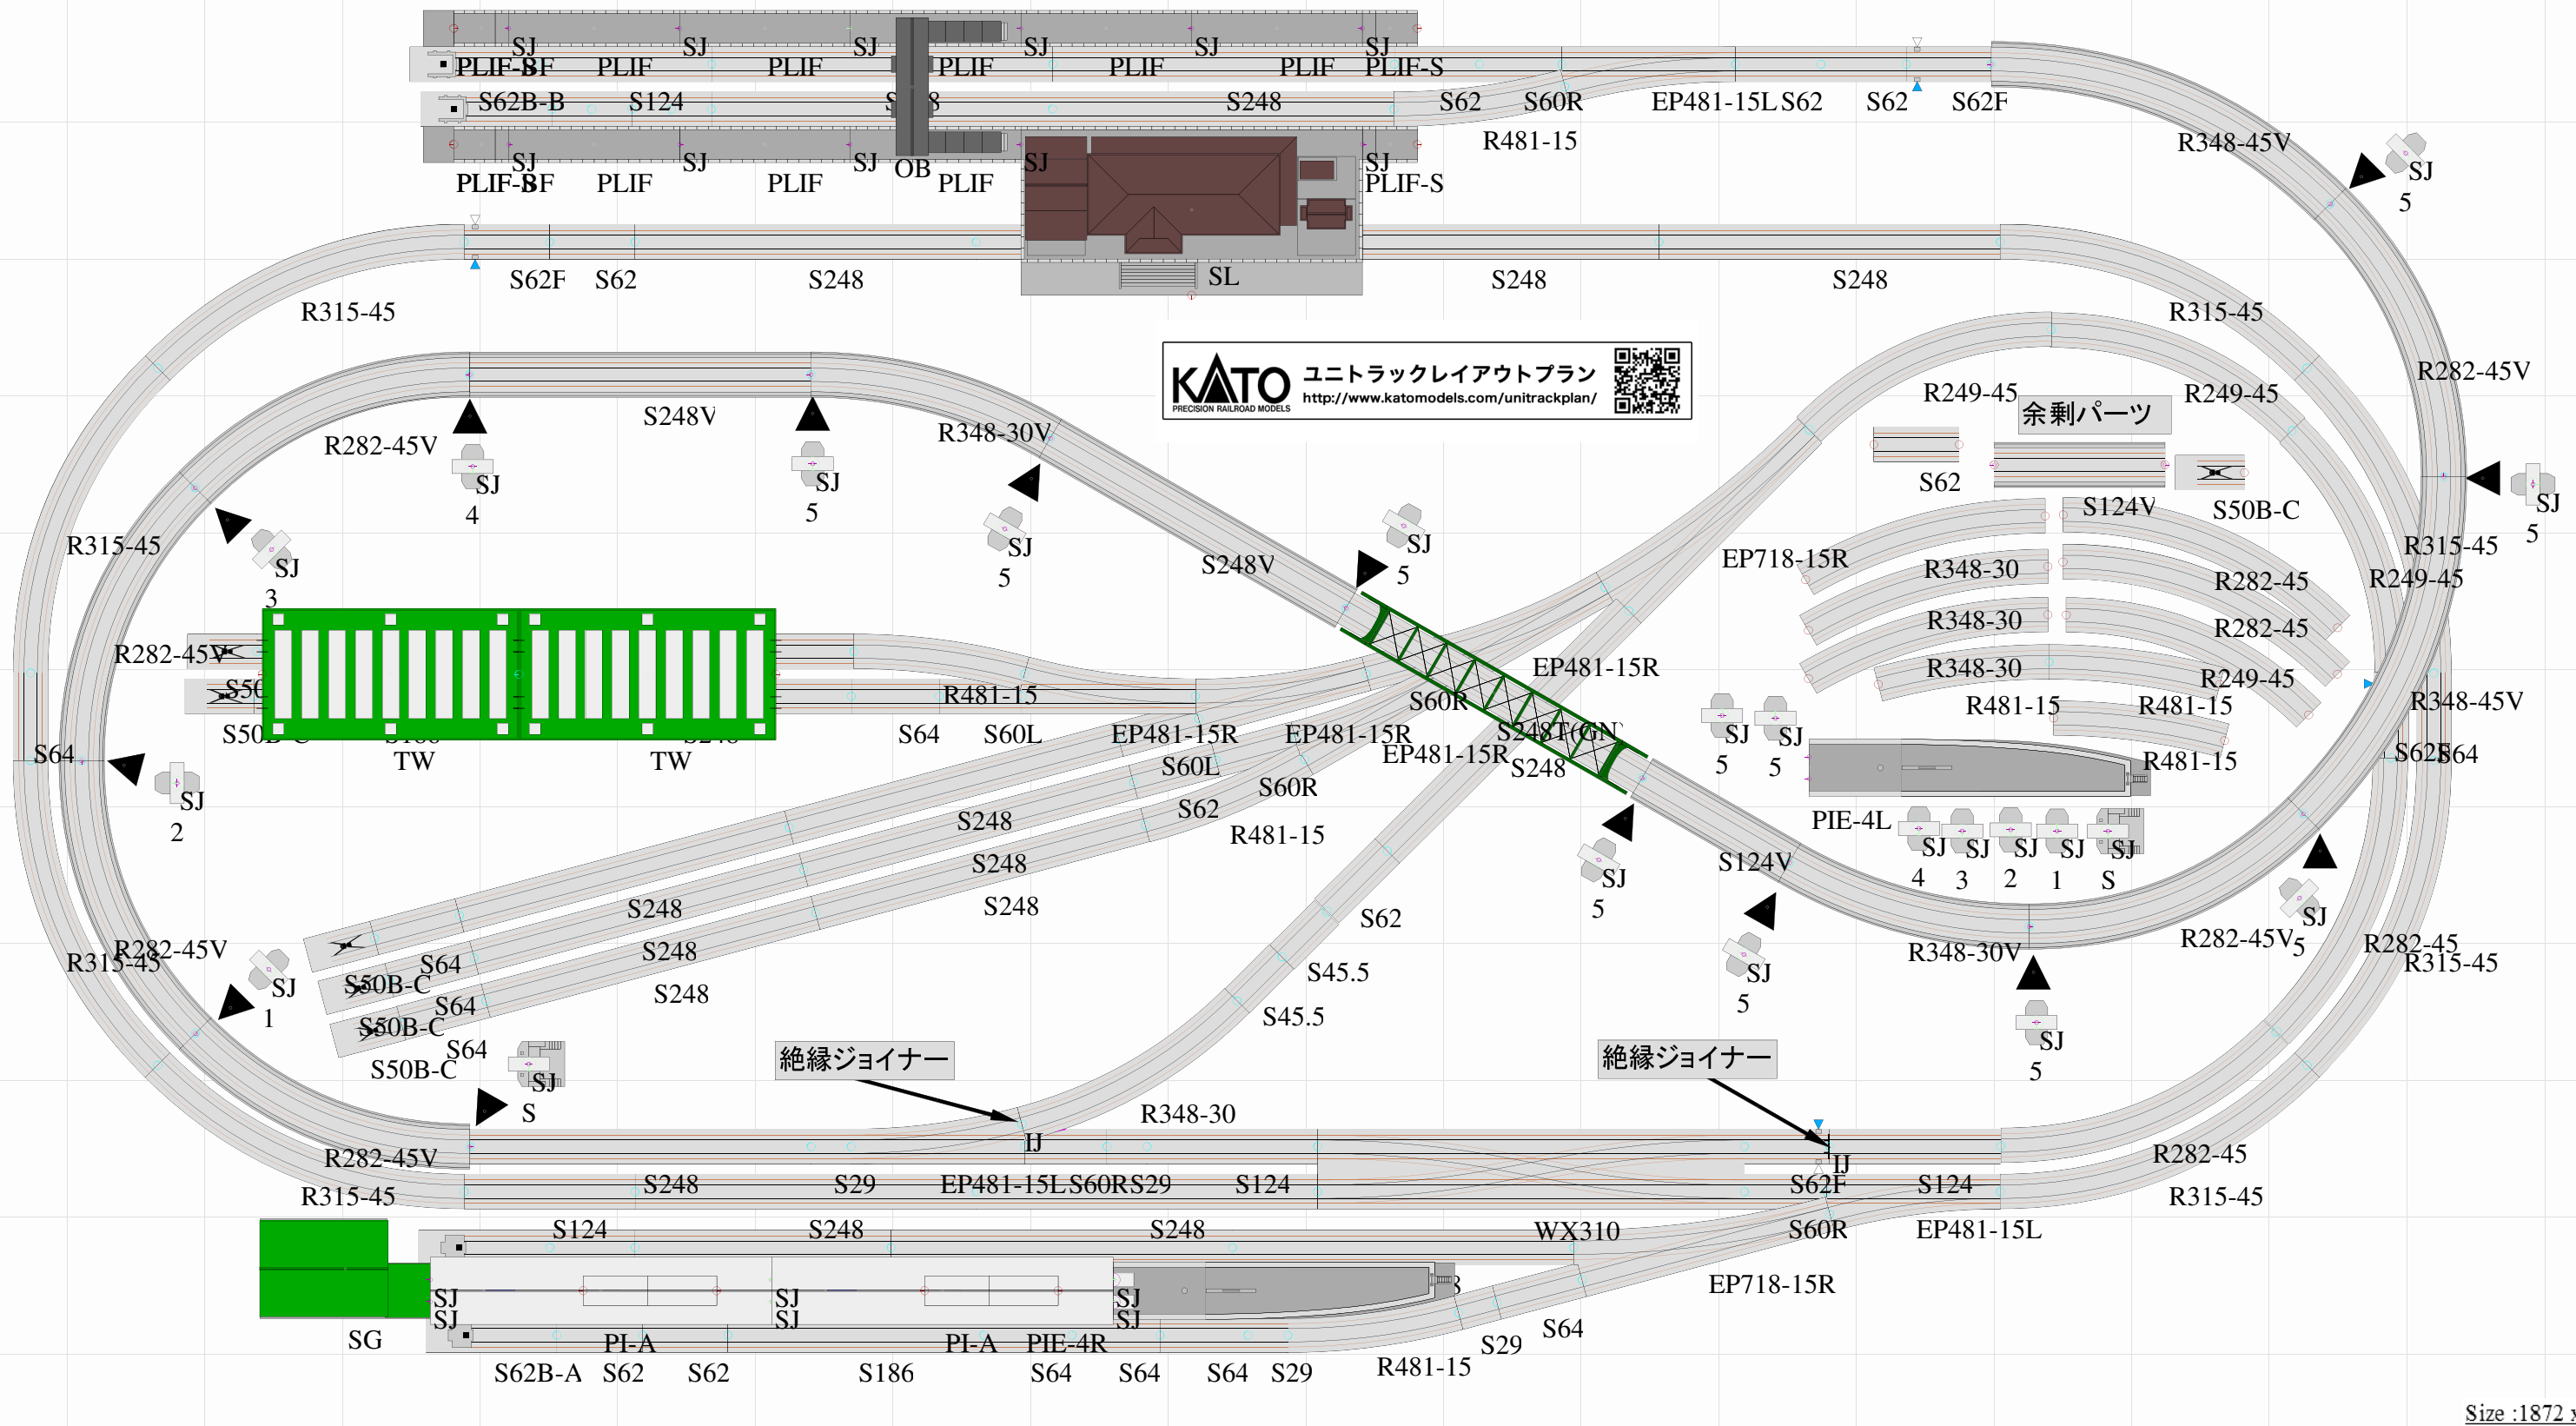 SJ SJ SJ SJ SJ SJ
PLIF PLIF PLIF PLIF PLIF PLIF-S
S62B-B S124 S248 S62 S60R EP481-15L S62 S62 S62F
R481-15 R348-45V
SJ SJ SJ OB SJ SJ SJ
PLIF PLIF PLIF PLIF-S 5
S62F S62 S248 SL S248 S248
R315-45 R315-45
KATO ユニトラックレイアウトプラン
PRECISION RAILROAD MODELS http://www.katomodels.com/unitrackplan/
R282-45V
R249-45 R249-45
余剰パーツ
S248V
R348-30V
R282-45V
SJ SJ S62 SJ
4 5 S124V S50B-C 5
R315-45 SJ SJ R315-45
5 5
S248V EP718-15R R348-30 R282-45 R249-45
SJ
3
R348-30 R282-45
R282-45V
EP481-15R R348-30 R249-45
R481-15 S60R R481-15 R481-15 R348-45V
S64 S60L EP481-15R EP481-15R SJ SJ
S64 EP481-15R S64
TW TW S60L S248 5 5 R481-15
S60R
SJ S62
2 S248 R481-15 PIE-4L
S248 S124V SJ SJ SJ SJ SJ
SJ 4 3 2 1 S
5
S248 S248 S62 SJ
R282-45V S248 R348-30V R282-45V 5 R282-45
R315-45 S64 S45.5 SJ R315-45
S50B-C S248 5
SJ S64
1 S50B-C S45.5
S64 SJ
S50B-C 絶縁ジョイナー 絶縁ジョイナー 5
SJ
S R348-30
IJ
R282-45V IJ R282-45
R315-45 S248 S29 EP481-15L S60R S29 S124 S62F S124 R315-45
S124 S248 S248 WX310 S60R EP481-15L
EP718-15R
SJ SJ SJ
SJ SJ SJ
SG PI-A PI-A PIE-4R S29 S64
S62B-A S62 S62 S186 S64 S64 S64 S29 R481-15
Size :1872